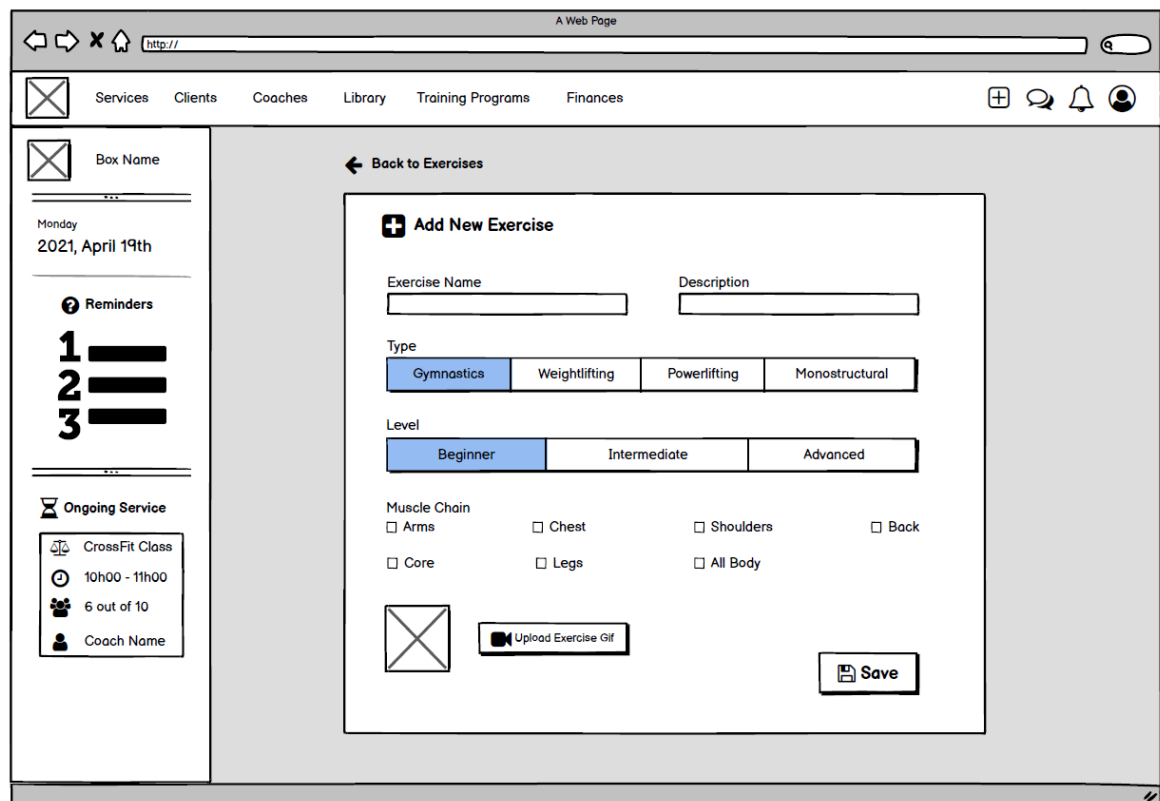 A Web Page
http://
Services Clients Coaches Library Training Programs Finances
Box Name
Monday
2021, April 19th
Reminders
1
2
3
Ongoing Service
CrossFit Class
10h00 - 11h00
6 out of 10
Coach Name
Back to Exercises
Add New Exercise
Exercise Name Description
Type
Gymnastics Weightlifting Powerlifting Monostructural
Level
Beginner Intermediate Advanced
Muscle Chain
Arms Chest Shoulders Back
Core Legs All Body
Upload Exercise Gif
Save